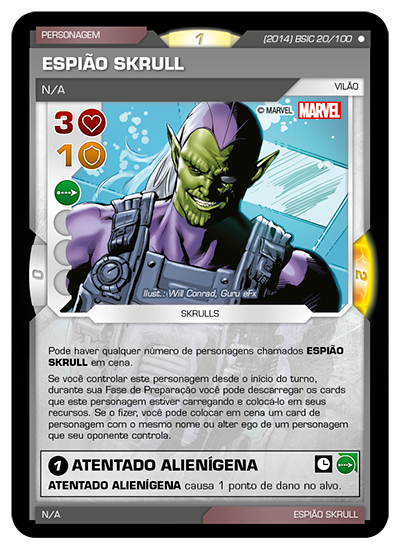 PERSONAGEM
1
(2014) BSIC 20/100 ●
ESPIÃO SKRULL
N/A
VILÃO
3
© MARVEL MARVEL
1
0
2
Ilust.: Will Conrad, Guru eFx
SKRULLS
Pode haver qualquer número de personagens chamados ESPIÃO
SKRULL em cena.
Se você controlar este personagem desde o início do turno,
durante sua Fase de Preparação você pode descarregar os cards
que este personagem estiver carregando e colocá-lo em seus
recursos. Se o fizer, você pode colocar em cena um card de
personagem com o mesmo nome ou alter ego de um personagem
que seu oponente controla.
1 ATENTADO ALIENÍGENA
ATENTADO ALIENÍGENA causa 1 ponto de dano no alvo.
N/A
ESPIÃO SKRULL